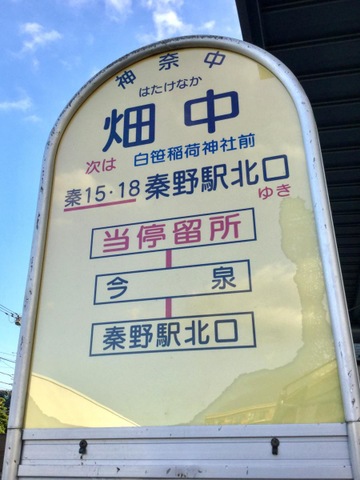 神奈中
はたけなか
畑中
次は 白笹稲荷神社前
秦15・18 秦野駅北口
ゆき
当停留所
今泉
秦野駅北口